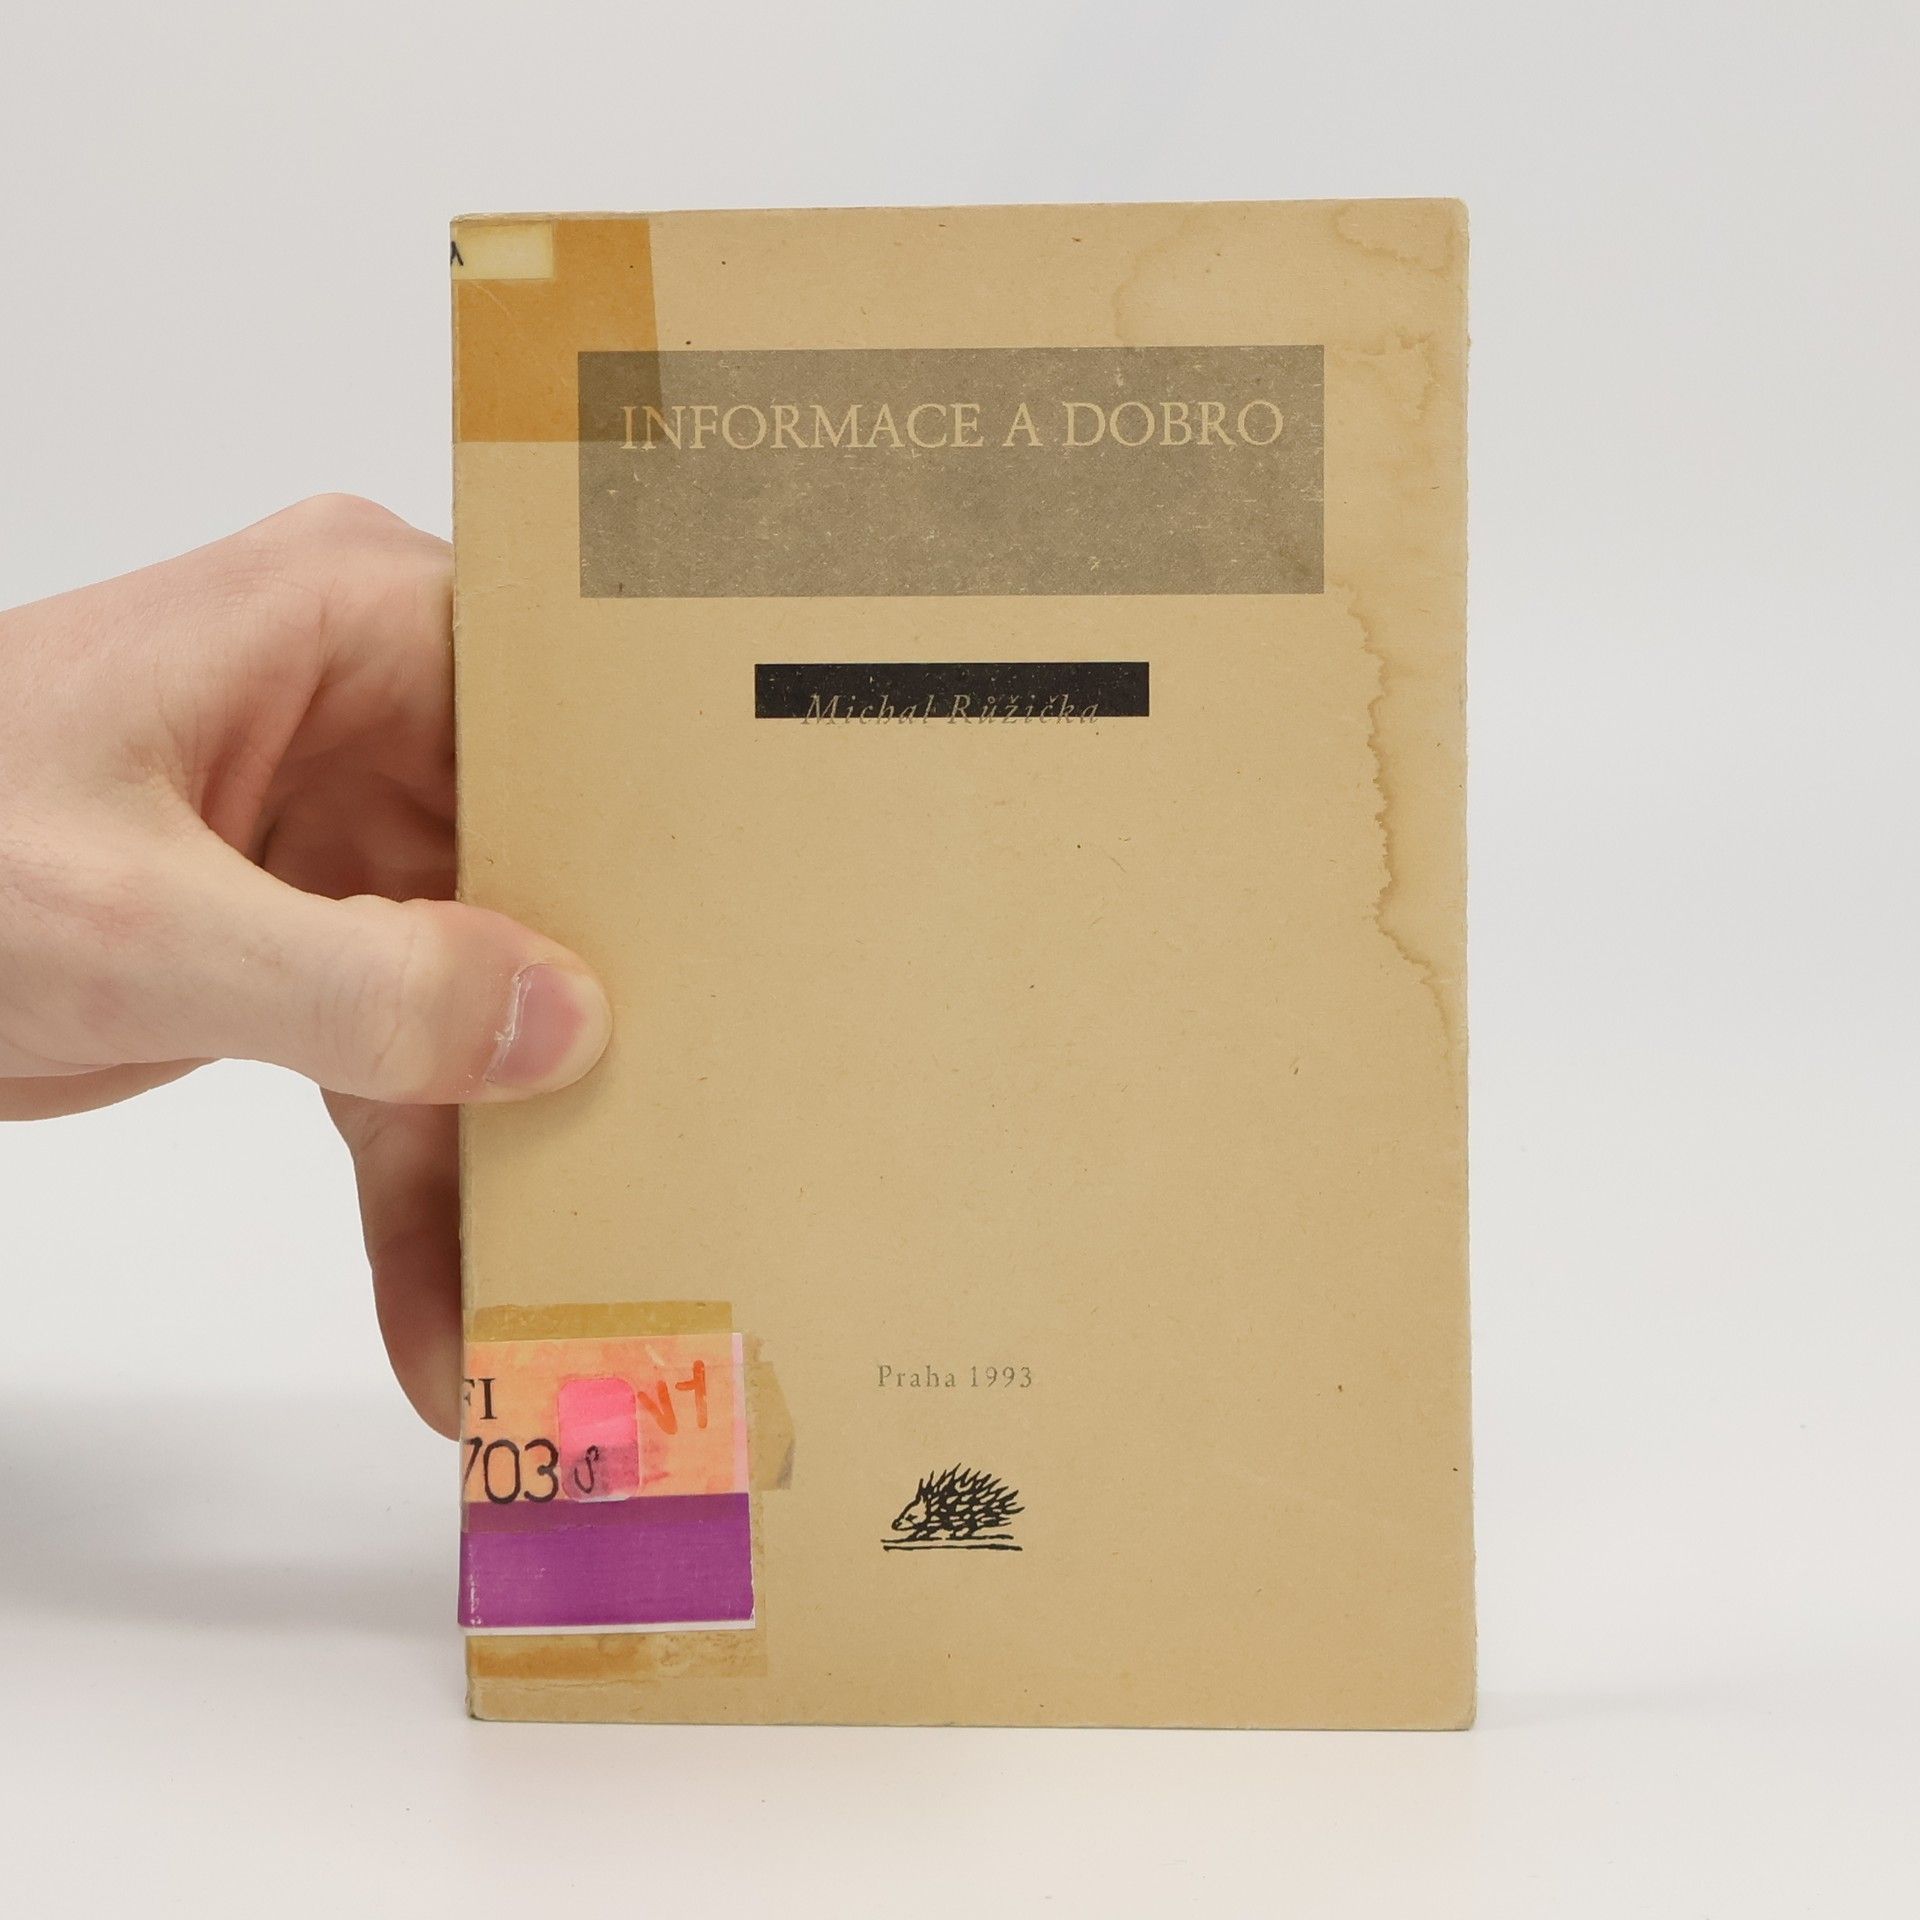 INFORMACE A DOBRO
Michal Růžička
Praha 1993
FI
703